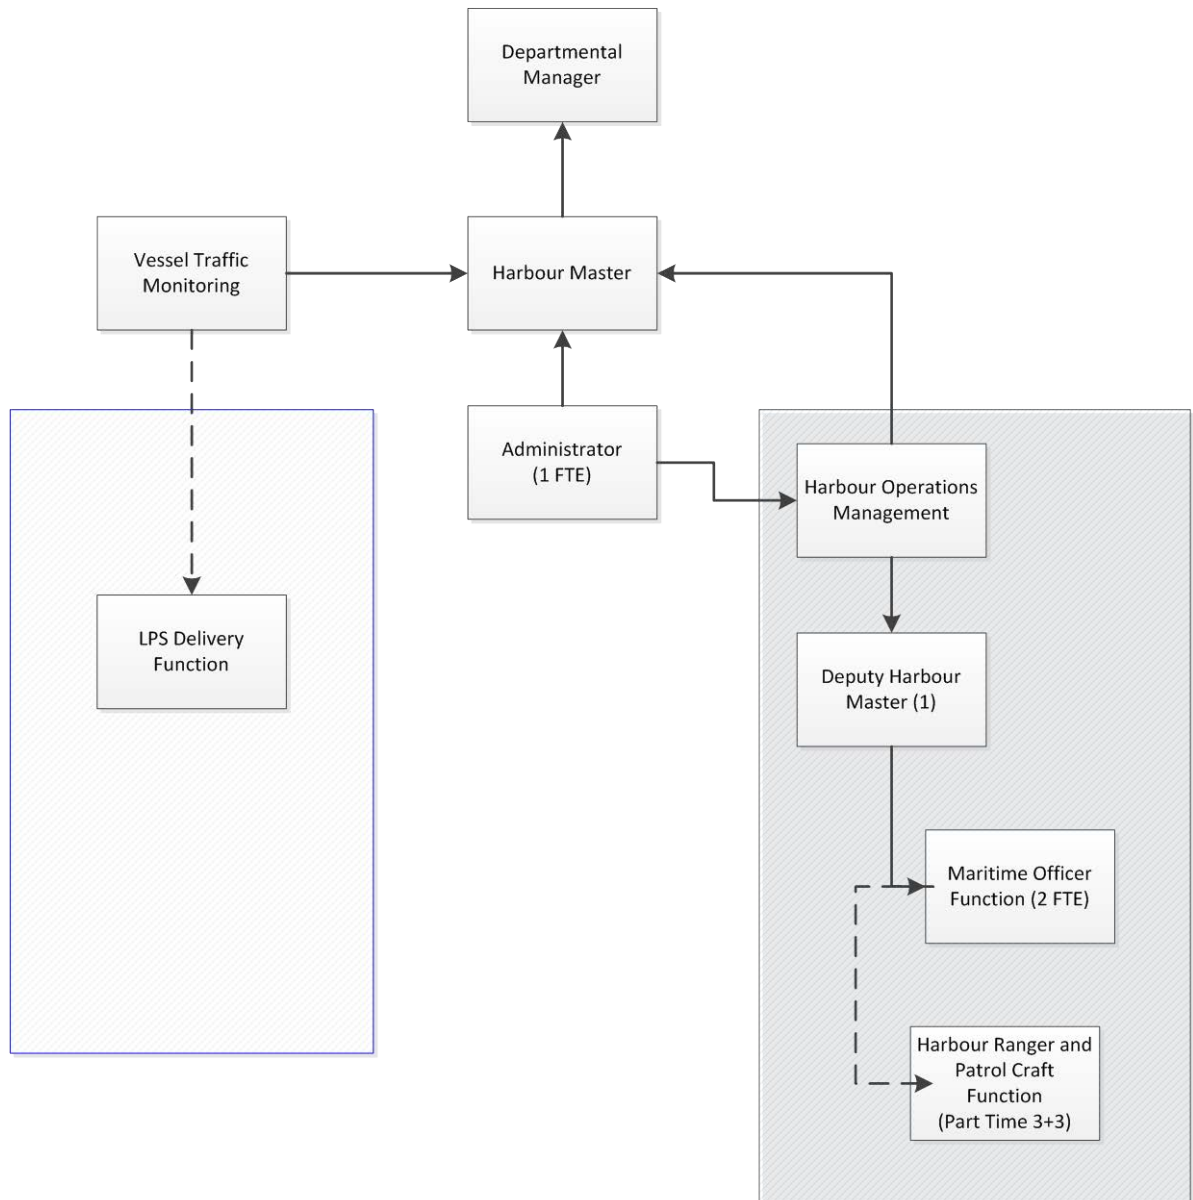 Departmental
Manager
Vessel Traffic
Monitoring
Harbour Master
Administrator
(1 FTE)
Harbour Operations
Management
LPS Delivery
Function
Deputy Harbour
Master (1)
Maritime Officer
Function (2 FTE)
Harbour Ranger and
Patrol Craft
Function
(Part Time 3+3)